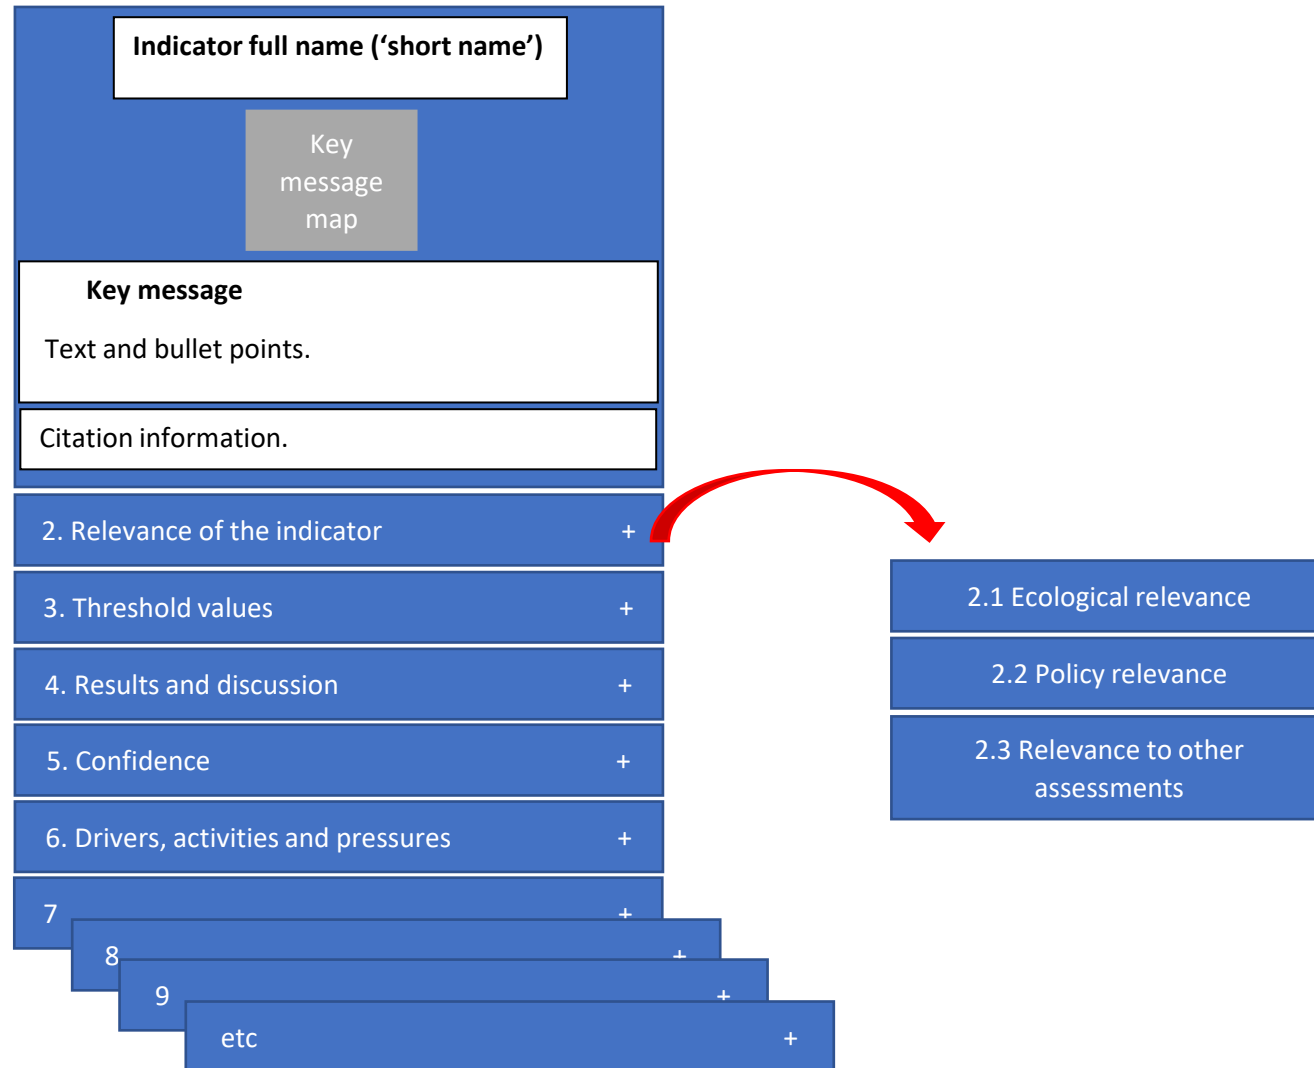 Indicator full name (‘short name’)
Key
message
map
Key message
Text and bullet points.
Citation information.
2. Relevance of the indicator +
3. Threshold values +
4. Results and discussion +
5. Confidence +
6. Drivers, activities and pressures +
7 +
8 +
9 +
etc +
2.1 Ecological relevance
2.2 Policy relevance
2.3 Relevance to other
assessments